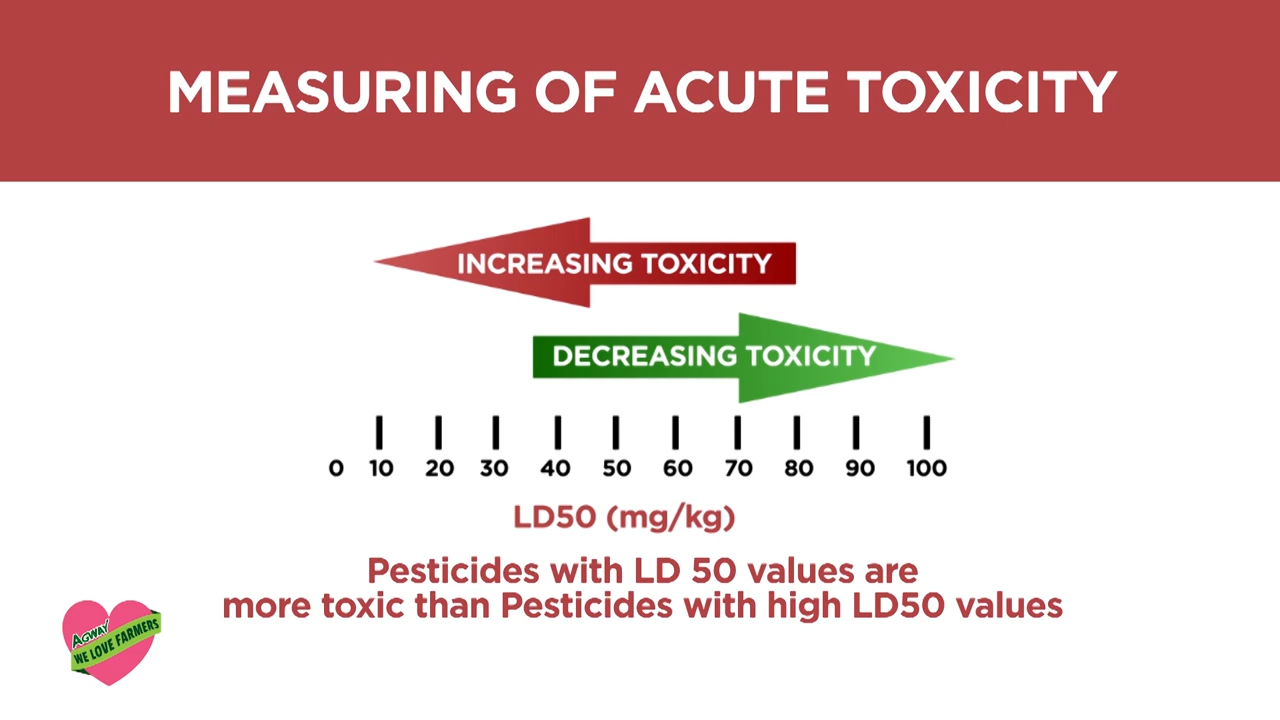 MEASURING OF ACUTE TOXICITY
INCREASING TOXICITY
DECREASING TOXICITY
0 10 20 30 40 50 60 70 80 90 100
LD50 (mg/kg)
Pesticides with LD 50 values are
more toxic than Pesticides with high LD50 values
AGWAY
WE LOVE FARMERS